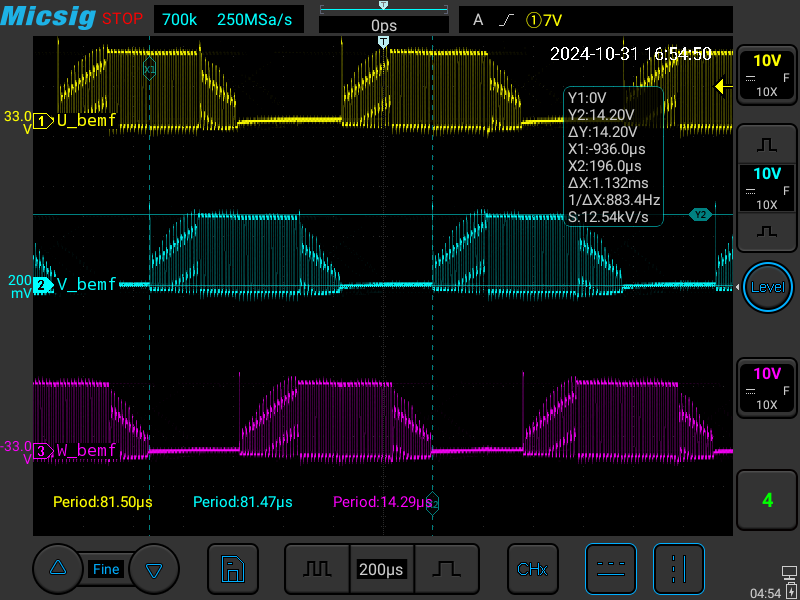 Micsig STOP 700k 250MSa/s 0ps A ①7V
T
2024-10-31 16:54:50
10V
F
10X
X1
33.0
V
1 U_bemf
Y1:0V
Y2:14.20V
ΔY:14.20V
X1:-936.0μs
X2:196.0μs
ΔX:1.132ms
1/ΔX:883.4Hz
S:12.54kV/s
10V
F
10X
Y2
200
mV
2 V_bemf
Level
10V
F
10X
-33.0
V
3 W_bemf
Period:81.50μs Period:81.47μs Period:14.29μs
4
Fine 200μs CHx
04:54